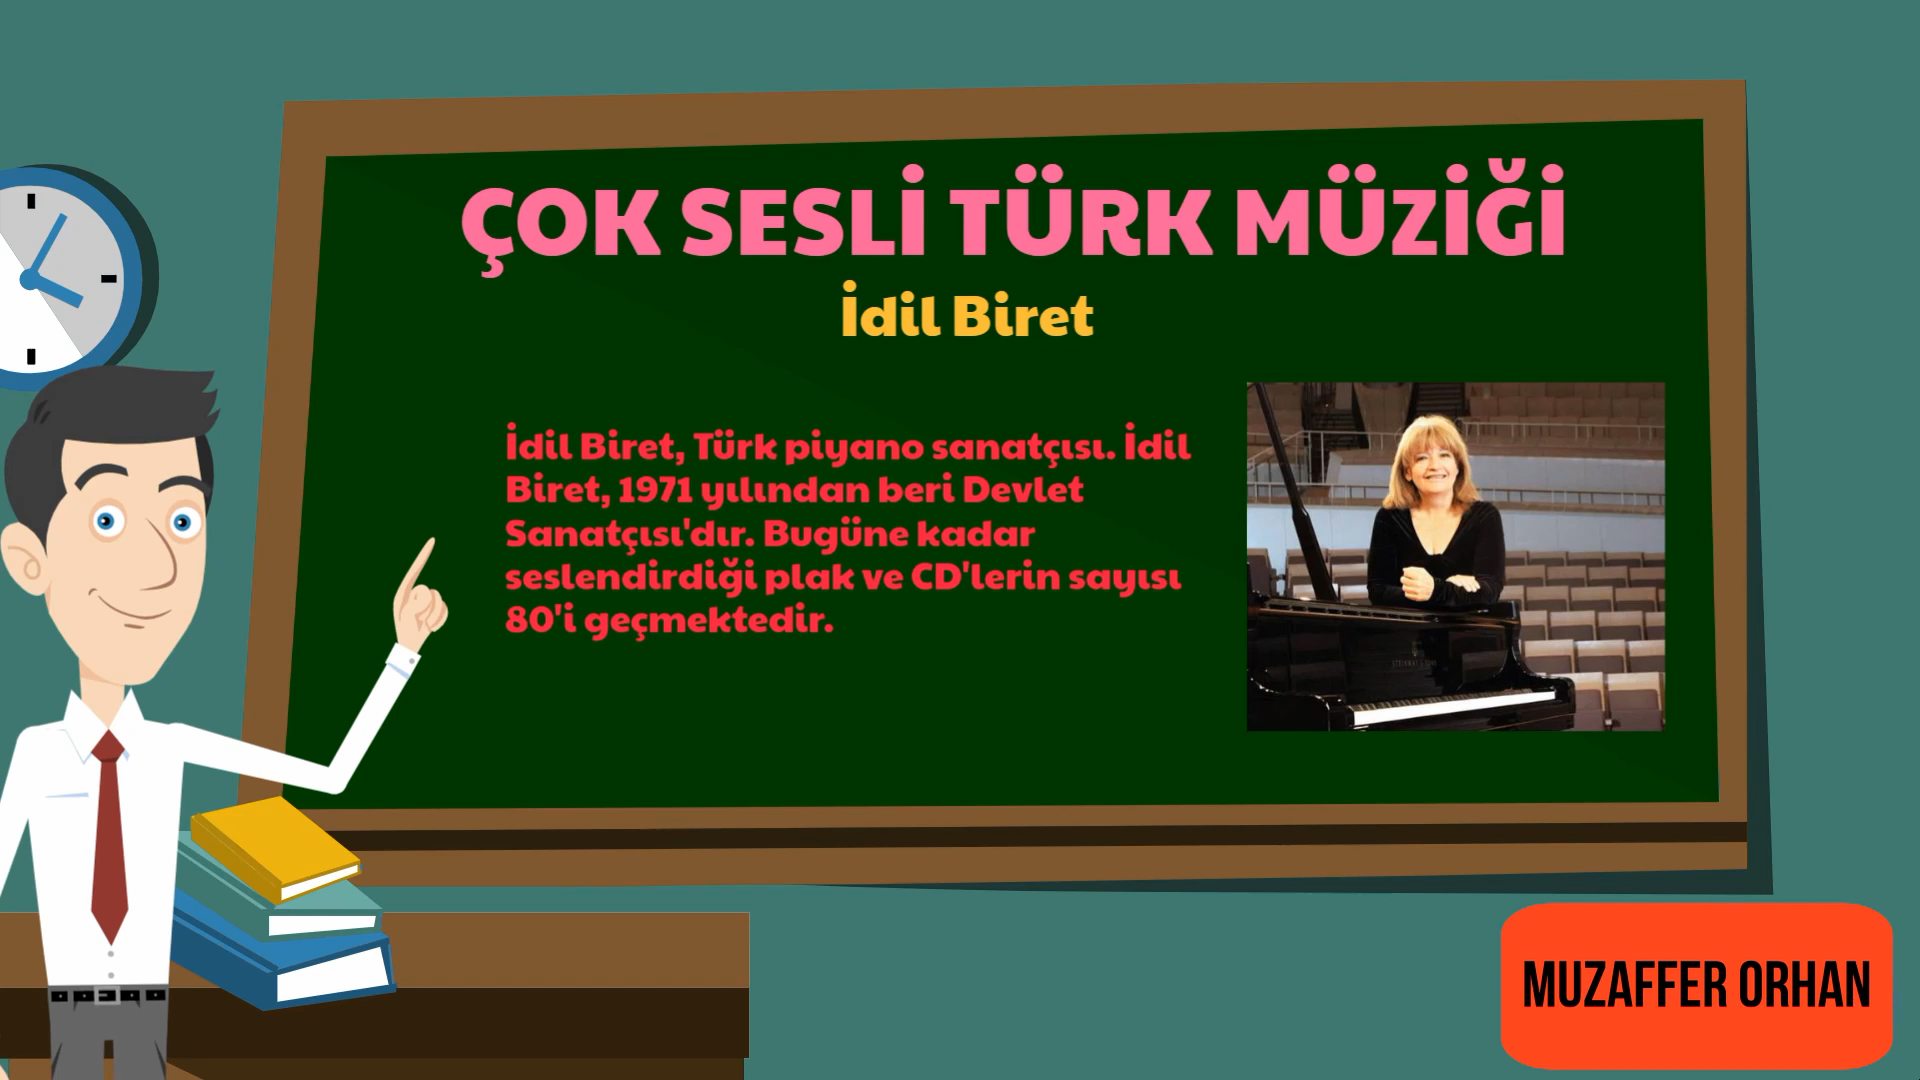 ÇOK SESLİ TÜRK MÜZİĞİ
İdil Biret
İdil Biret, Türk piyano sanatçısı. İdil
Biret, 1971 yılından beri Devlet
Sanatçısı'dır. Bugüne kadar
seslendirdiği plak ve CD'lerin sayısı
80'i geçmektedir.
MUZAFFER ORHAN